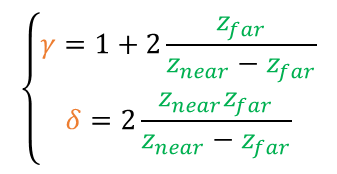 γ = 1 + 2 z_far / (z_near − z_far)
δ = 2 z_near z_far / (z_near − z_far)